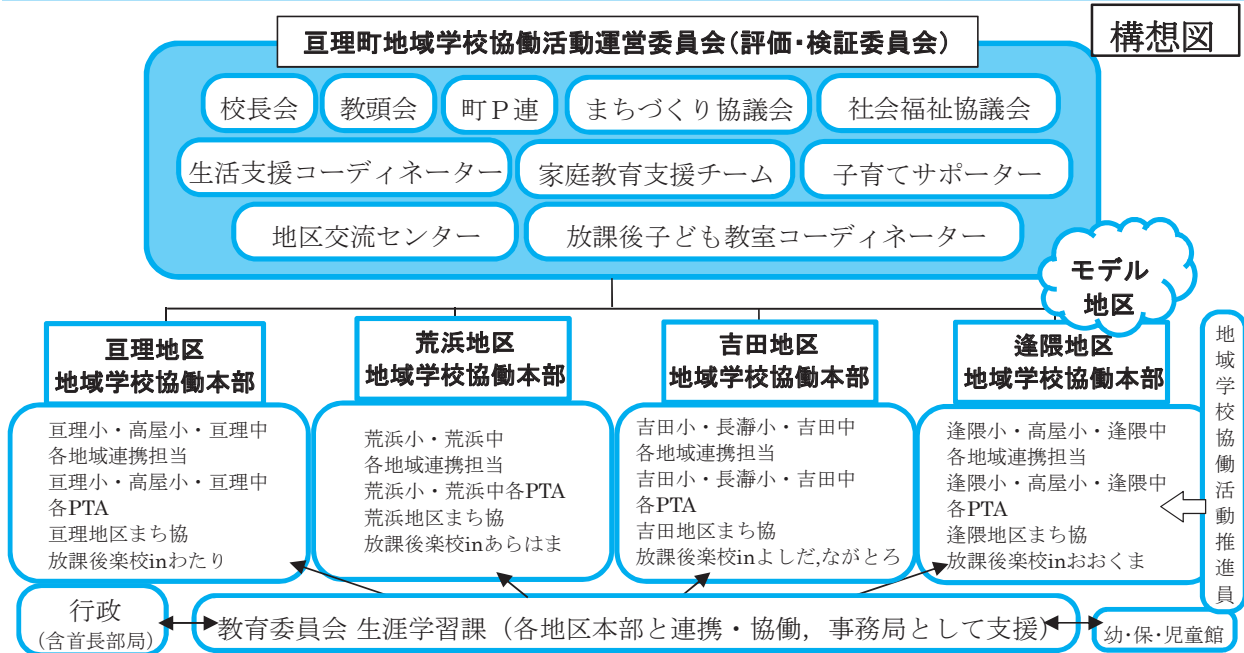 構想図
亘理町地域学校協働活動運営委員会(評価・検証委員会)
校長会
教頭会
町P連
まちづくり協議会
社会福祉協議会
生活支援コーディネーター
家庭教育支援チーム
子育てサポーター
地区交流センター
放課後子ども教室コーディネーター
モデル
地区
亘理地区
地域学校協働本部
亘理小・高屋小・亘理中
各地域連携担当
亘理小・高屋小・亘理中
各PTA
亘理地区まち協
放課後楽校inわたり
荒浜地区
地域学校協働本部
荒浜小・荒浜中
各地域連携担当
荒浜小・荒浜中各PTA
荒浜地区まち協
放課後楽校inあらはま
吉田地区
地域学校協働本部
吉田小・長瀞小・吉田中
各地域連携担当
吉田小・長瀞小・吉田中
各PTA
吉田地区まち協
放課後楽校inよしだ,ながとろ
逢隈地区
地域学校協働本部
逢隈小・高屋小・逢隈中
各地域連携担当
逢隈小・高屋小・逢隈中
各PTA
逢隈地区まち協
放課後楽校inおおくま
地域学校協働活動推進員
行政
(含首長部局)
教育委員会 生涯学習課(各地区本部と連携・協働,事務局として支援)
幼・保・児童館